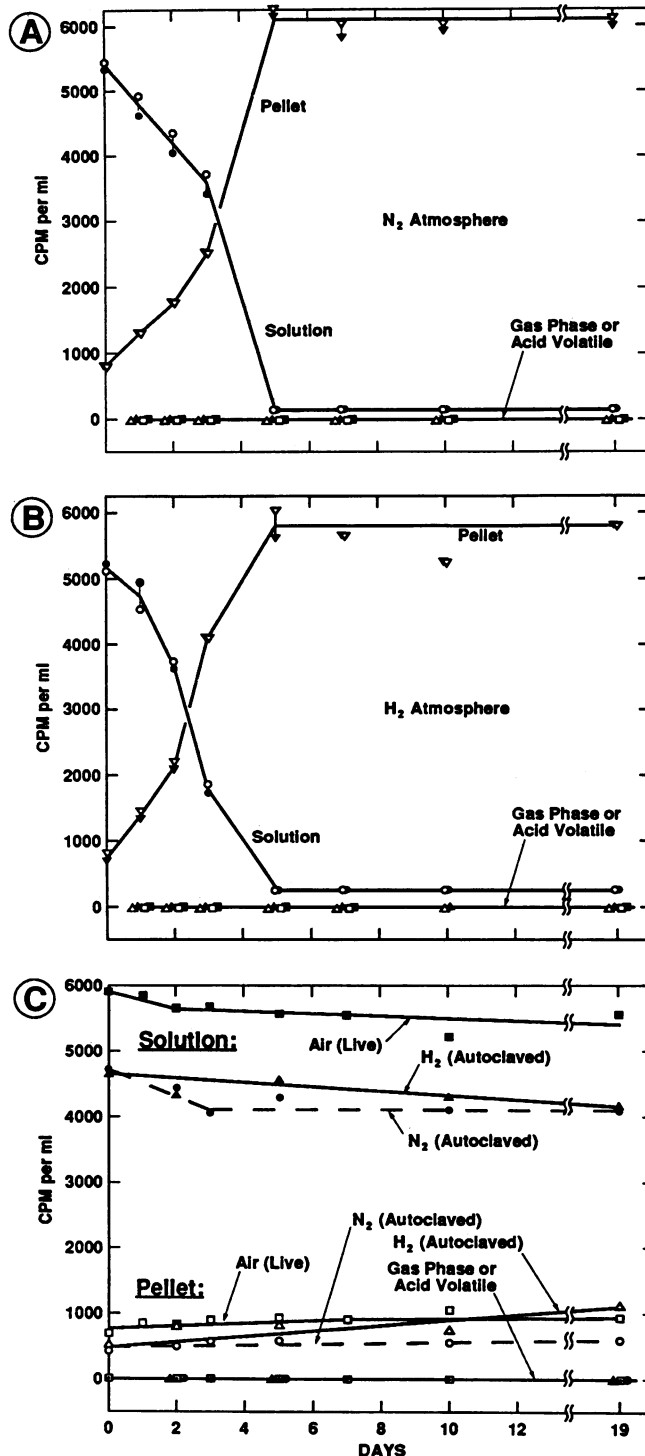 A
6000
5000
4000
3000
2000
1000
0
CPM per ml
Pellet
N2 Atmosphere
Solution
Gas Phase or
Acid Volatile
B
6000
5000
4000
3000
2000
1000
0
CPM per ml
Pellet
H2 Atmosphere
Solution
Gas Phase or
Acid Volatile
C
6000
5000
4000
3000
2000
1000
0
CPM per ml
Solution:
Air (Live)
H2 (Autoclaved)
N2 (Autoclaved)
N2 (Autoclaved)
H2 (Autoclaved)
Air (Live)
Gas Phase or
Acid Volatile
Pellet:
0 2 4 6 8 10 12 19
DAYS